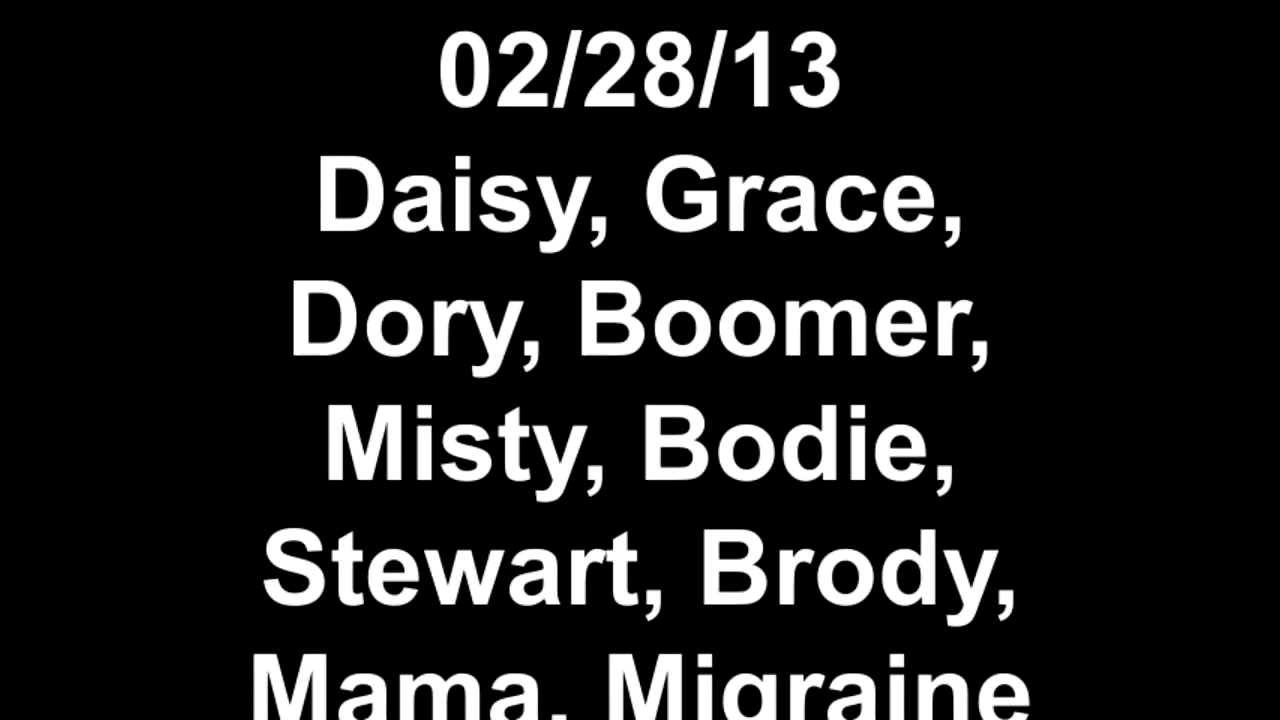 02/28/13
Daisy, Grace,
Dory, Boomer,
Misty, Bodie,
Stewart, Brody,
Mama, Migraine